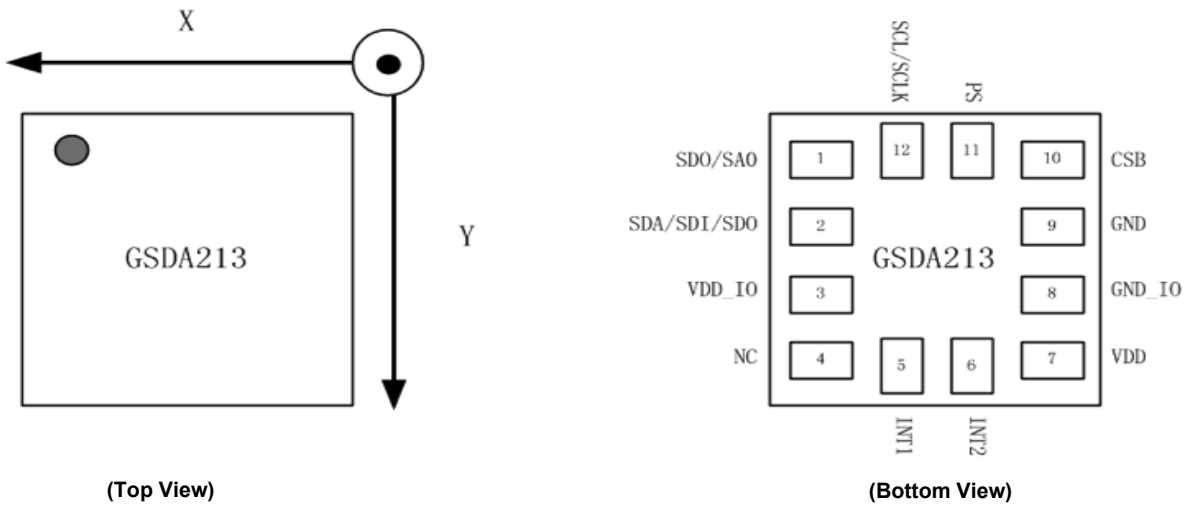 X
Y
GSDA213
(Top View)
SCL/SCLK
PS
SDO/SAO
1
12
11
10
CSB
SDA/SDI/SDO
2
9
GND
GSDA213
VDD_IO
3
8
GND_IO
NC
4
5
6
7
VDD
INT1
INT2
(Bottom View)